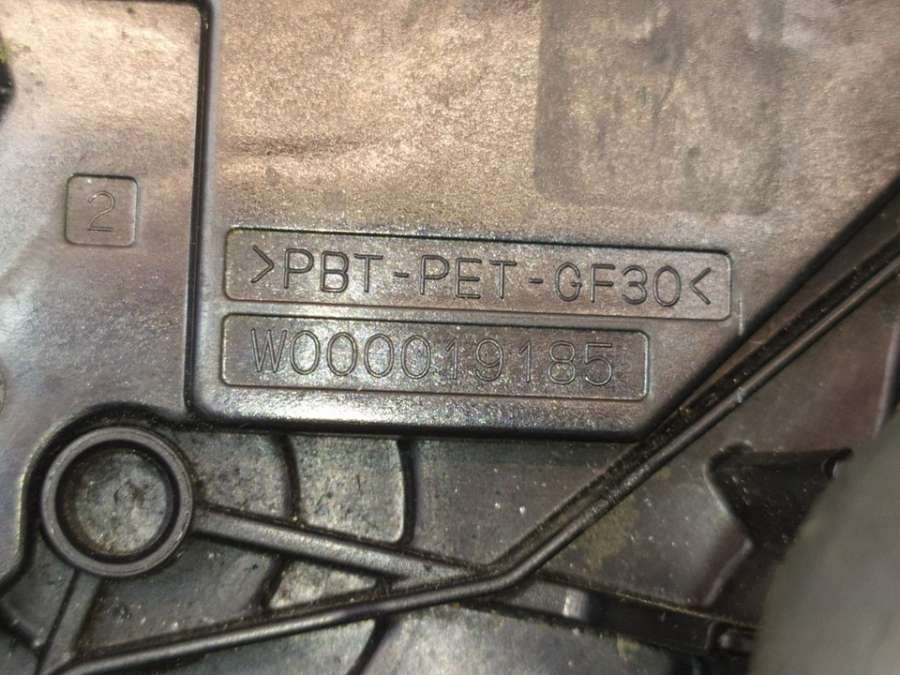 2
>PBT-PET-GF30<
W000019185